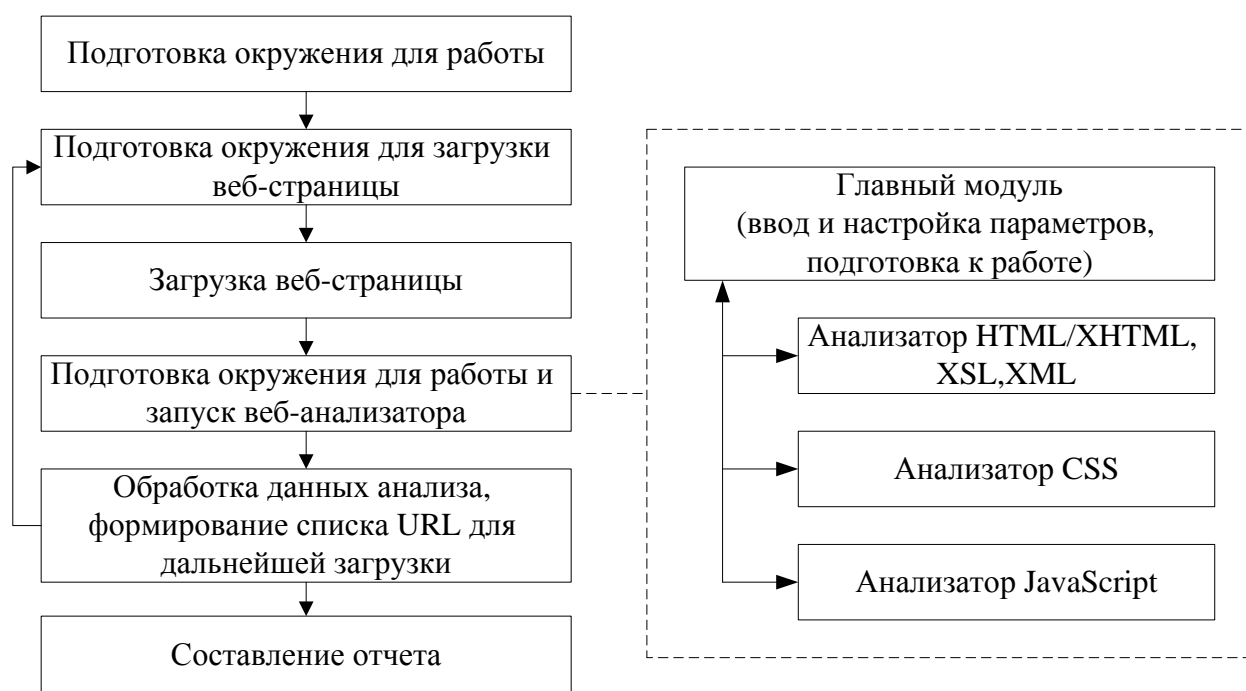 Подготовка окружения для работы
Подготовка окружения для загрузки
веб-страницы
Загрузка веб-страницы
Подготовка окружения для работы и
запуск веб-анализатора
Обработка данных анализа,
формирование списка URL для
дальнейшей загрузки
Составление отчета
Главный модуль
(ввод и настройка параметров,
подготовка к работе)
Анализатор HTML/XHTML,
XSL,XML
Анализатор CSS
Анализатор JavaScript